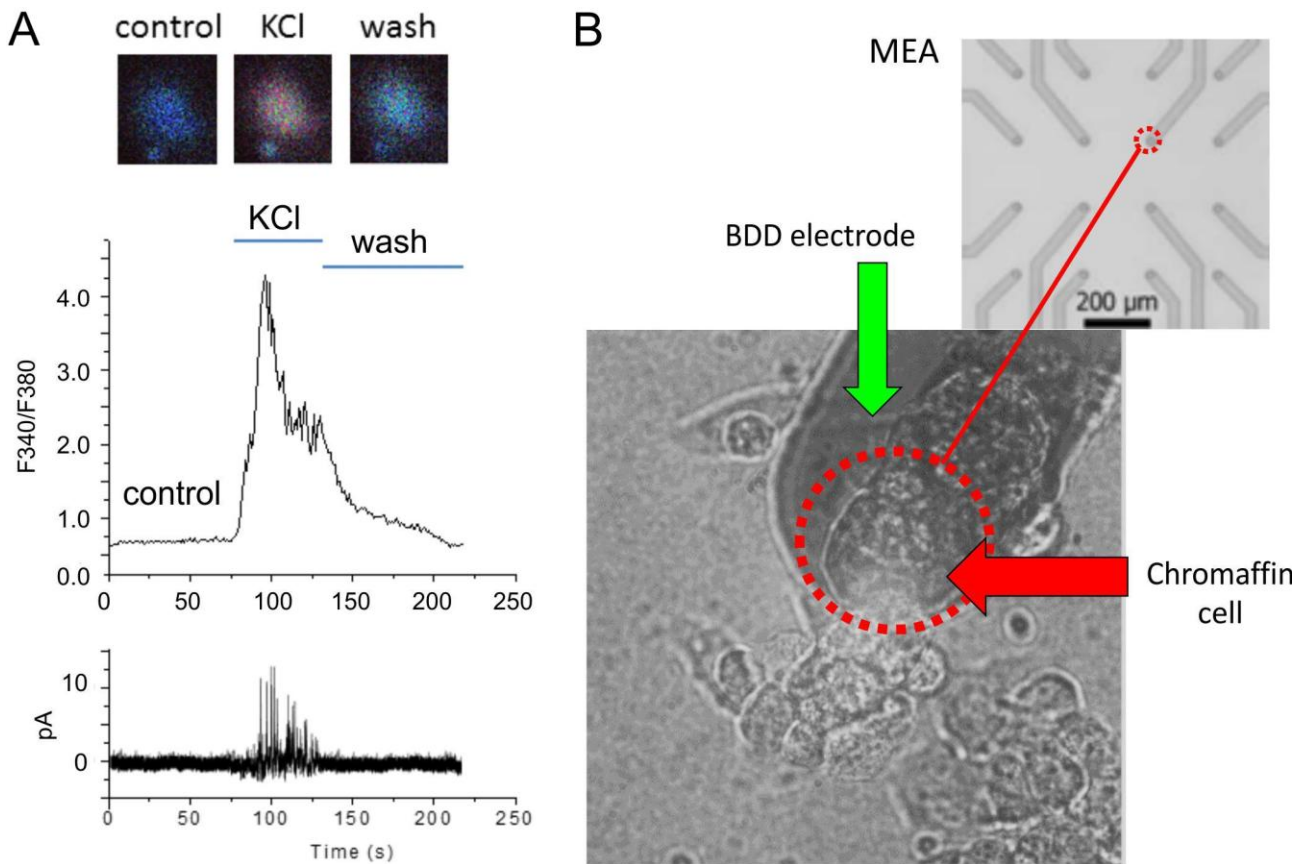 A
control
KCl
wash
KCl
wash
F340/F380
4.0
3.0
2.0
1.0
0.0
control
0
50
100
150
200
250
pA
10
0
0
50
100
150
200
250
Time (s)
B
MEA
200 µm
BDD electrode
Chromaffin
cell